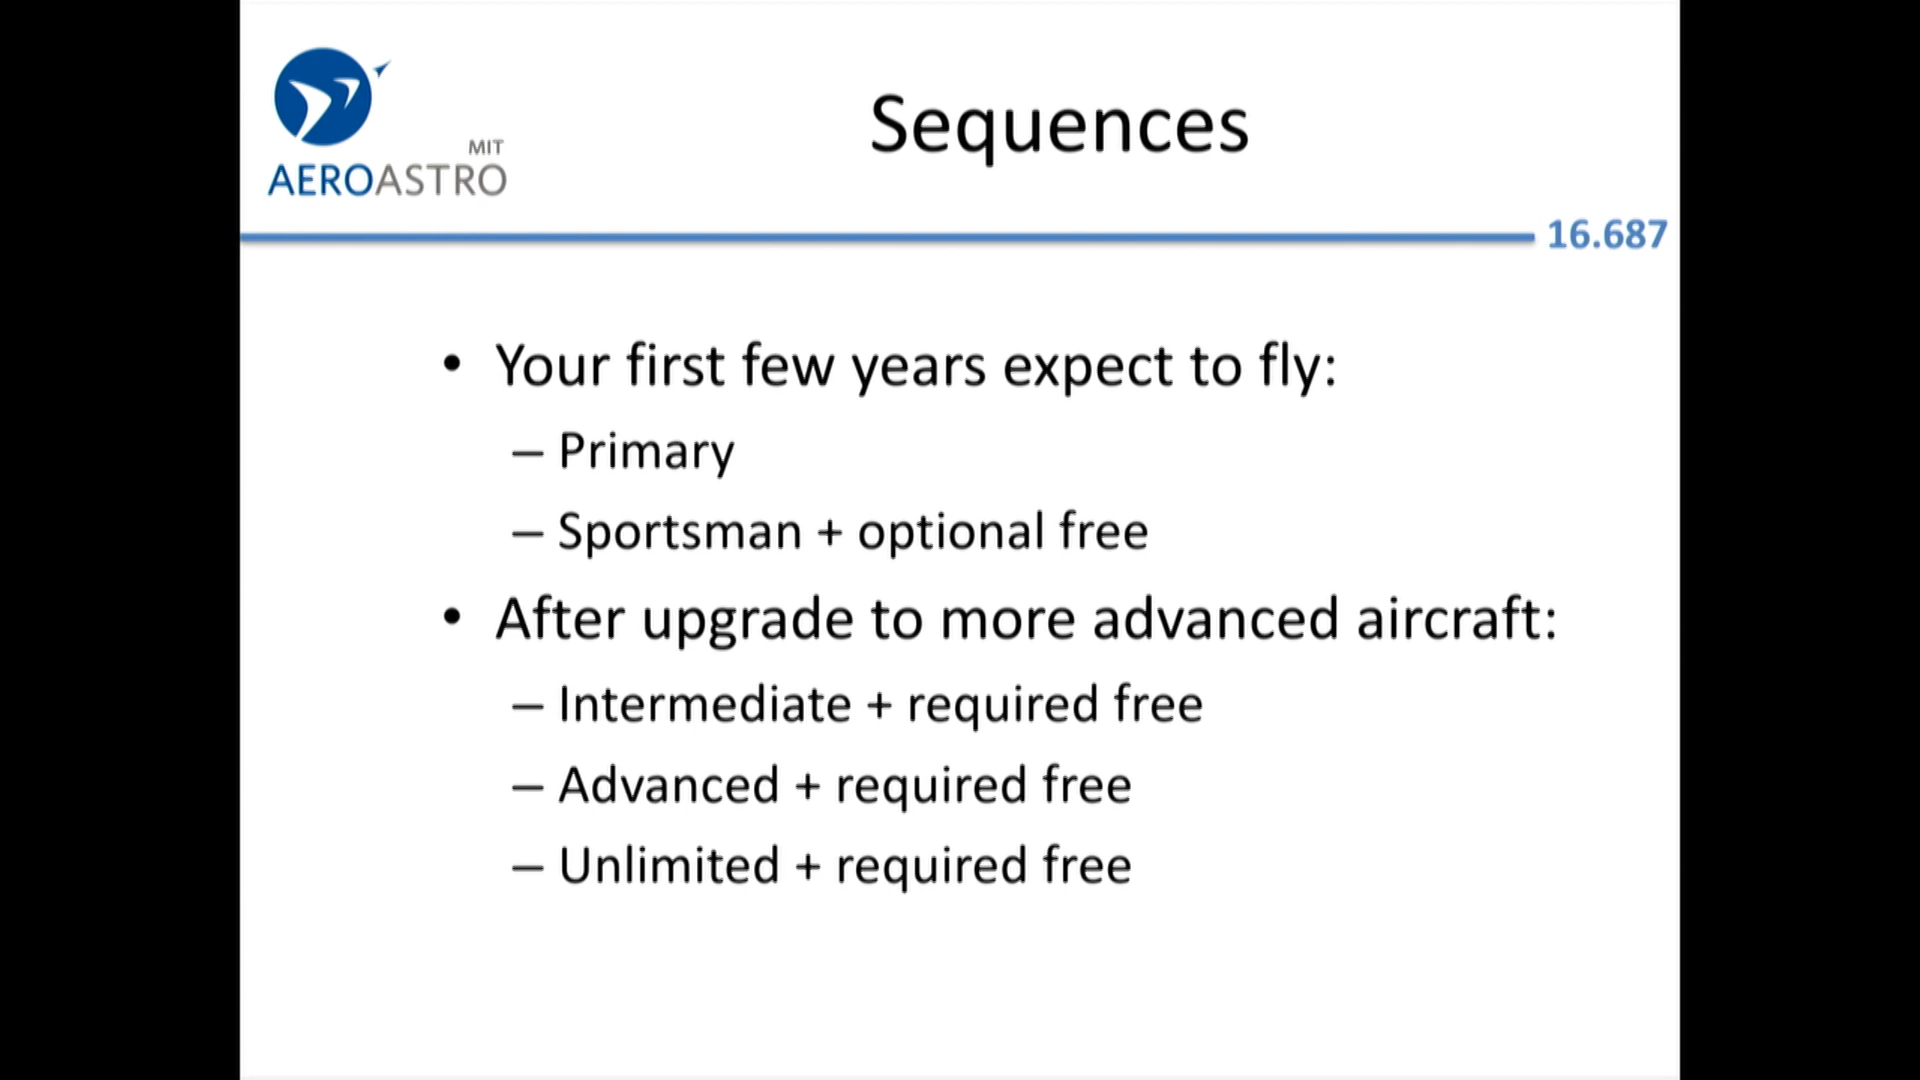 MIT
AEROASTRO
Sequences
16.687
• Your first few years expect to fly:
– Primary
– Sportsman + optional free
• After upgrade to more advanced aircraft:
– Intermediate + required free
– Advanced + required free
– Unlimited + required free